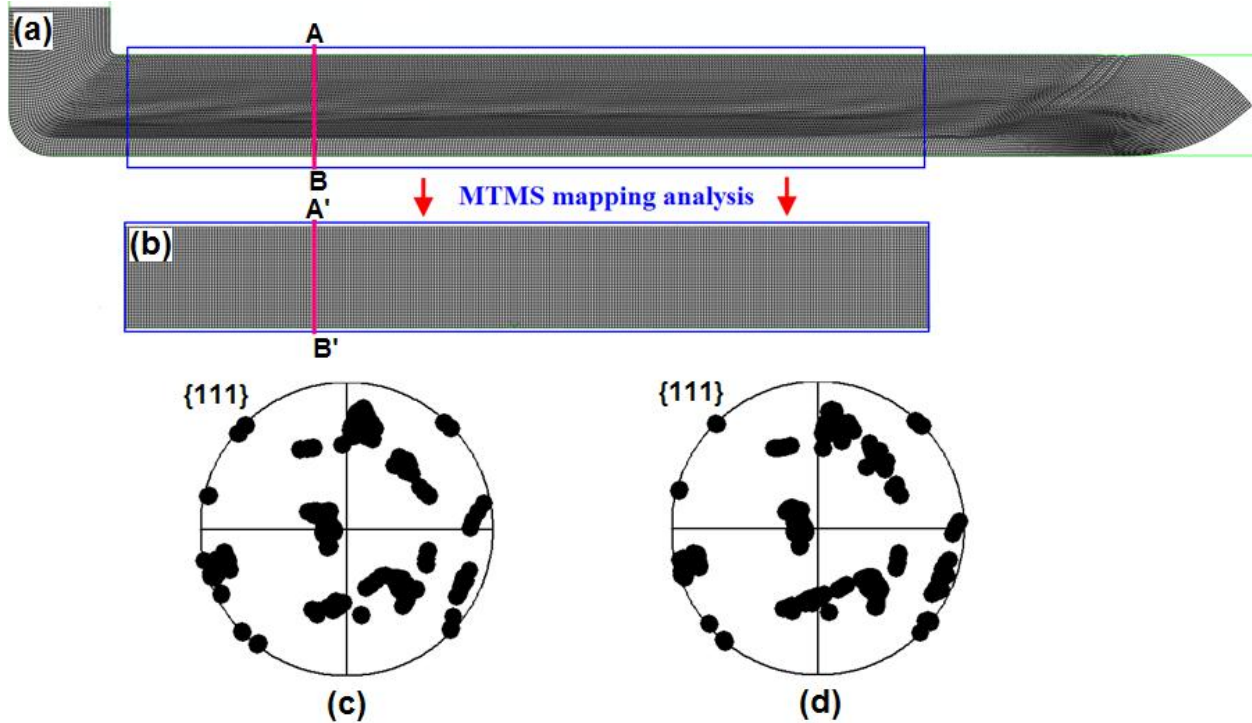 (a)
A
B
MTMS mapping analysis
A'
(b)
B'
{111}
{111}
(c)
(d)